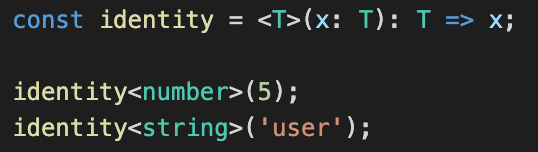 const identity = <T>(x: T): T => x;
identity<number>(5);
identity<string>('user');